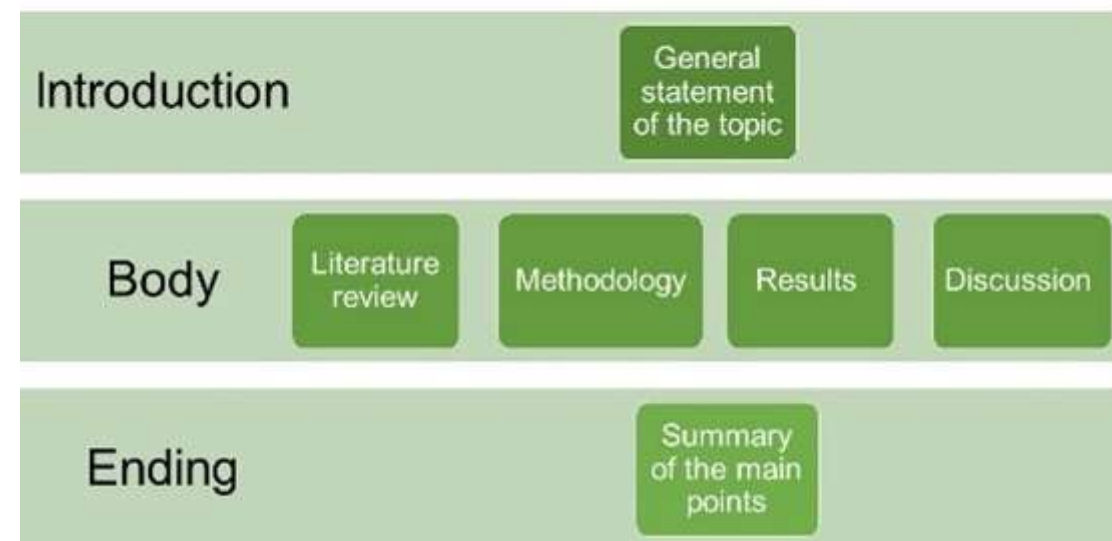 Introduction
General
statement
of the topic
Body
Literature
review
Methodology
Results
Discussion
Ending
Summary
of the main
points